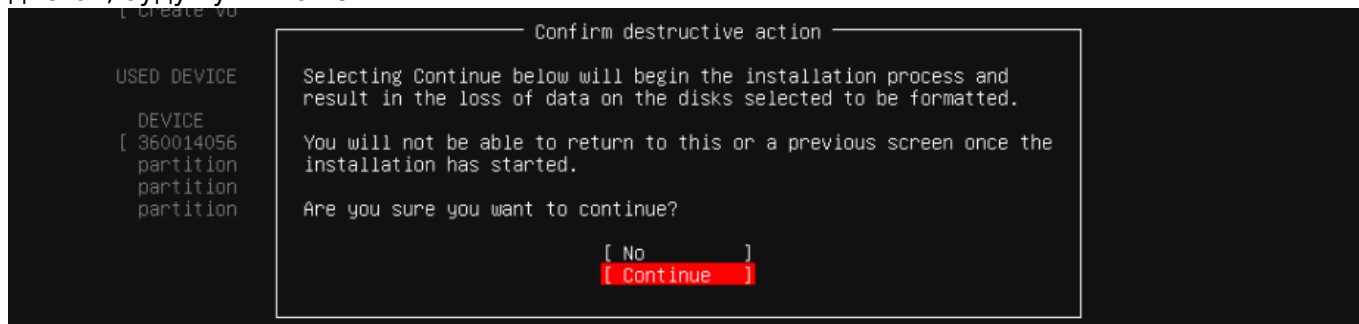 [ Create vo
Confirm destructive action
USED DEVICE
Selecting Continue below will begin the installation process and
result in the loss of data on the disks selected to be formatted.
DEVICE
[ 360014056
You will not be able to return to this or a previous screen once the
partition
installation has started.
partition
partition
Are you sure you want to continue?
[ No ]
[ Continue ]